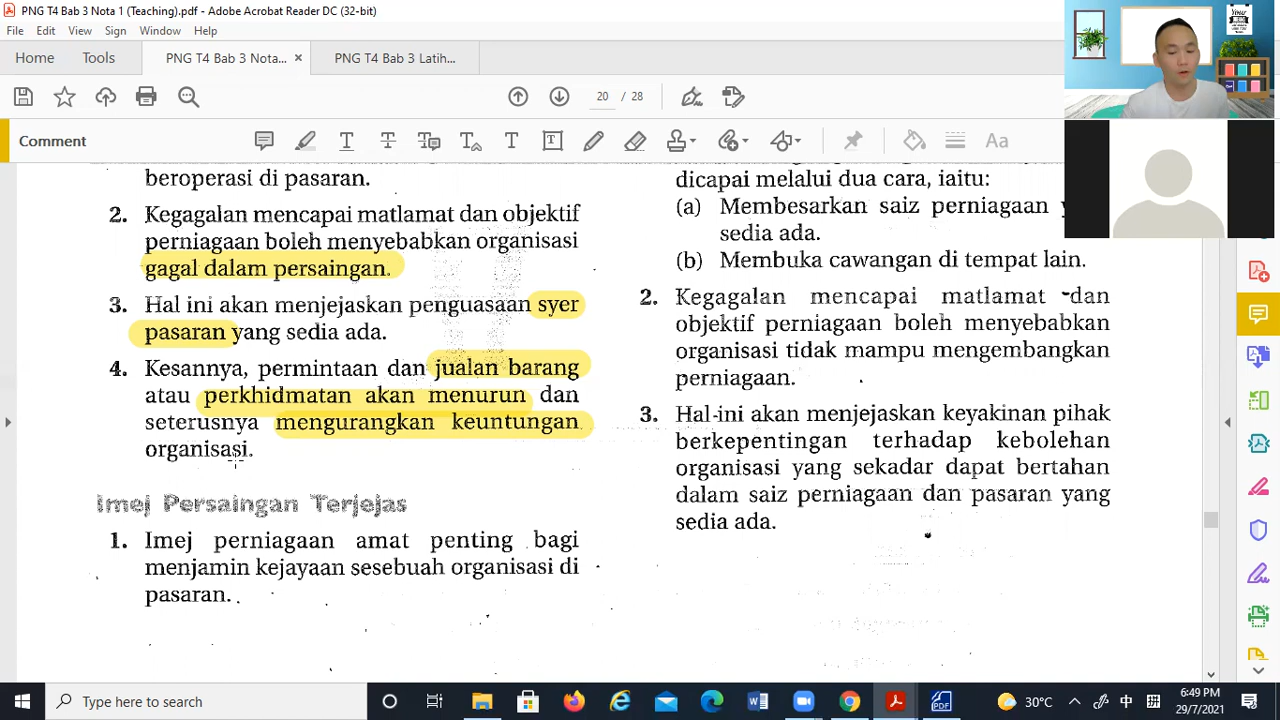 PNG T4 Bab 3 Nota 1 (Teaching).pdf - Adobe Acrobat Reader DC (32-bit)
File Edit View Sign Window Help
Home Tools PNG T4 Bab 3 Nota... × PNG T4 Bab 3 Latih...
20 / 28
Comment
Aa
beroperasi di pasaran.
2. Kegagalan mencapai matlamat dan objektif
perniagaan boleh menyebabkan organisasi
gagal dalam persaingan.
3. Hal ini akan menjejaskan penguasaan syer
pasaran yang sedia ada.
4. Kesannya, permintaan dan jualan barang
atau perkhidmatan akan menurun dan
seterusnya mengurangkan keuntungan
organisasi.
Imej Persaingan Terjejas
1. Imej perniagaan amat penting bagi
menjamin kejayaan sesebuah organisasi di
pasaran.
dicapai melalui dua cara, iaitu:
(a) Membesarkan saiz perniagaan
sedia ada.
(b) Membuka cawangan di tempat lain.
2. Kegagalan mencapai matlamat dan
objektif perniagaan boleh menyebabkan
organisasi tidak mampu mengembangkan
perniagaan.
3. Hal-ini akan menjejaskan keyakinan pihak
berkepentingan terhadap kebolehan
organisasi yang sekadar dapat bertahan
dalam saiz perniagaan dan pasaran yang
sedia ada.
Type here to search
30°C
中
拼
6:49 PM
29/7/2021